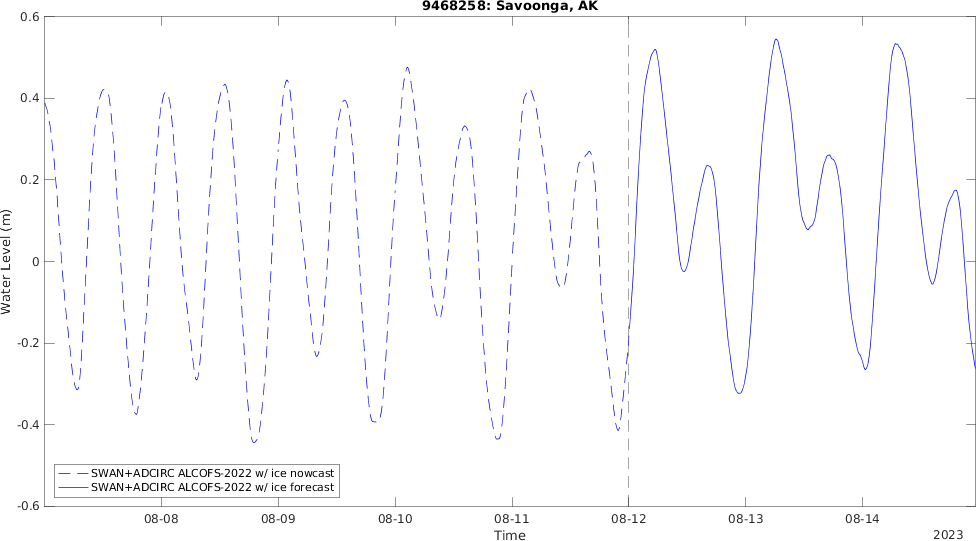 9468258: Savoonga, AK
0.6
0.4
0.2
0
-0.2
-0.4
-0.6
Water Level (m)
SWAN+ADCIRC ALCOFS-2022 w/ ice nowcast
SWAN+ADCIRC ALCOFS-2022 w/ ice forecast
08-08 08-09 08-10 08-11 08-12 08-13 08-14
Time
2023